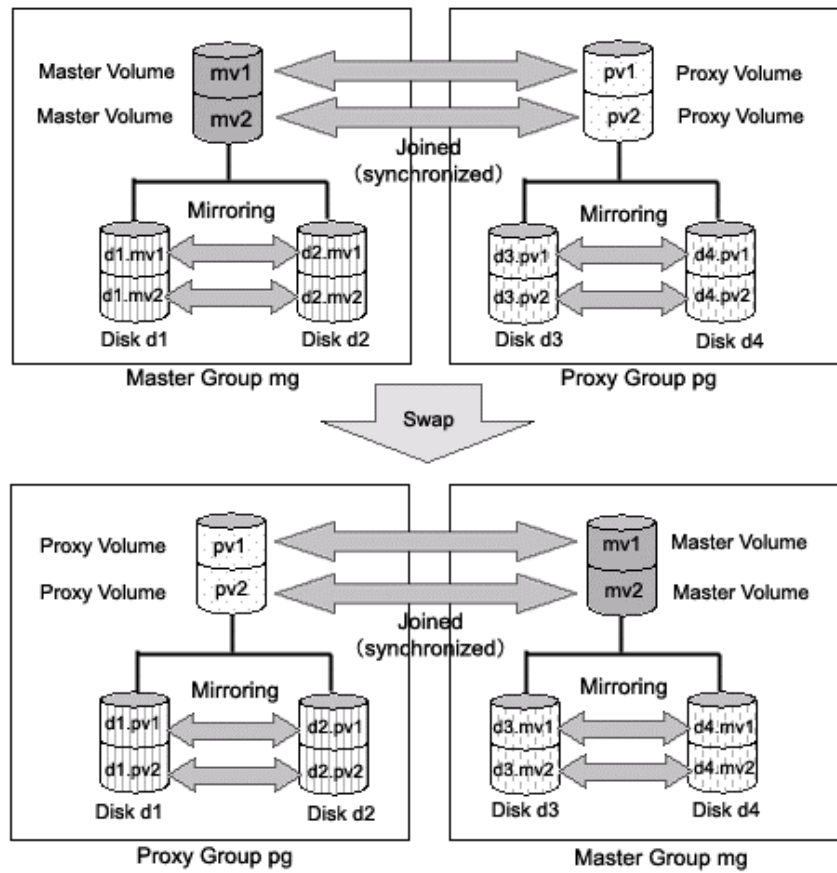 Master Volume mv1 pv1 Proxy Volume
Master Volume mv2 pv2 Proxy Volume
Joined
(synchronized)
Mirroring Mirroring
d1.mv1 d2.mv1 d3.pv1 d4.pv1
d1.mv2 d2.mv2 d3.pv2 d4.pv2
Disk d1 Disk d2 Disk d3 Disk d4
Master Group mg Proxy Group pg
Swap
Proxy Volume pv1 mv1 Master Volume
Proxy Volume pv2 mv2 Master Volume
Joined
(synchronized)
Mirroring Mirroring
d1.pv1 d2.pv1 d3.mv1 d4.mv1
d1.pv2 d2.pv2 d3.mv2 d4.mv2
Disk d1 Disk d2 Disk d3 Disk d4
Proxy Group pg Master Group mg